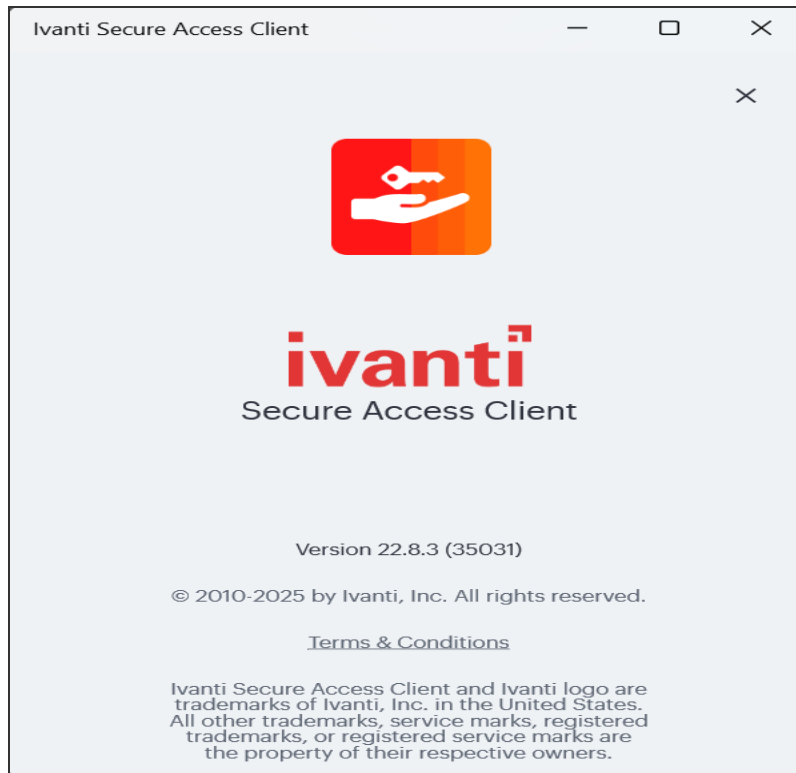 Ivanti Secure Access Client
ivanti
Secure Access Client
Version 22.8.3 (35031)
© 2010-2025 by Ivanti, Inc. All rights reserved.
Terms & Conditions
Ivanti Secure Access Client and Ivanti logo are
trademarks of Ivanti, Inc. in the United States.
All other trademarks, service marks, registered
trademarks, or registered service marks are
the property of their respective owners.